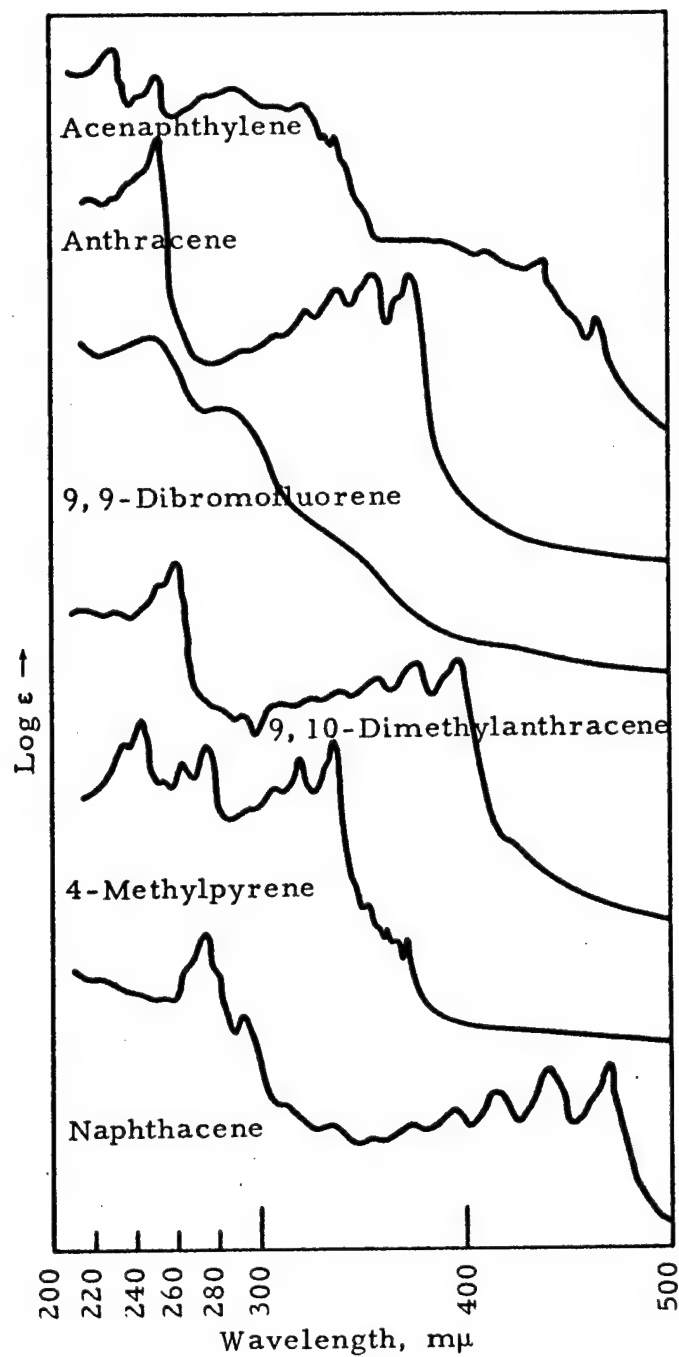 Acenaphthylene
Anthracene
9, 9-Dibromofluorene
9, 10-Dimethylanthracene
4-Methylpyrene
Naphthacene
Log ε →
200 220 240 260 280 300 400 500
Wavelength, mμ